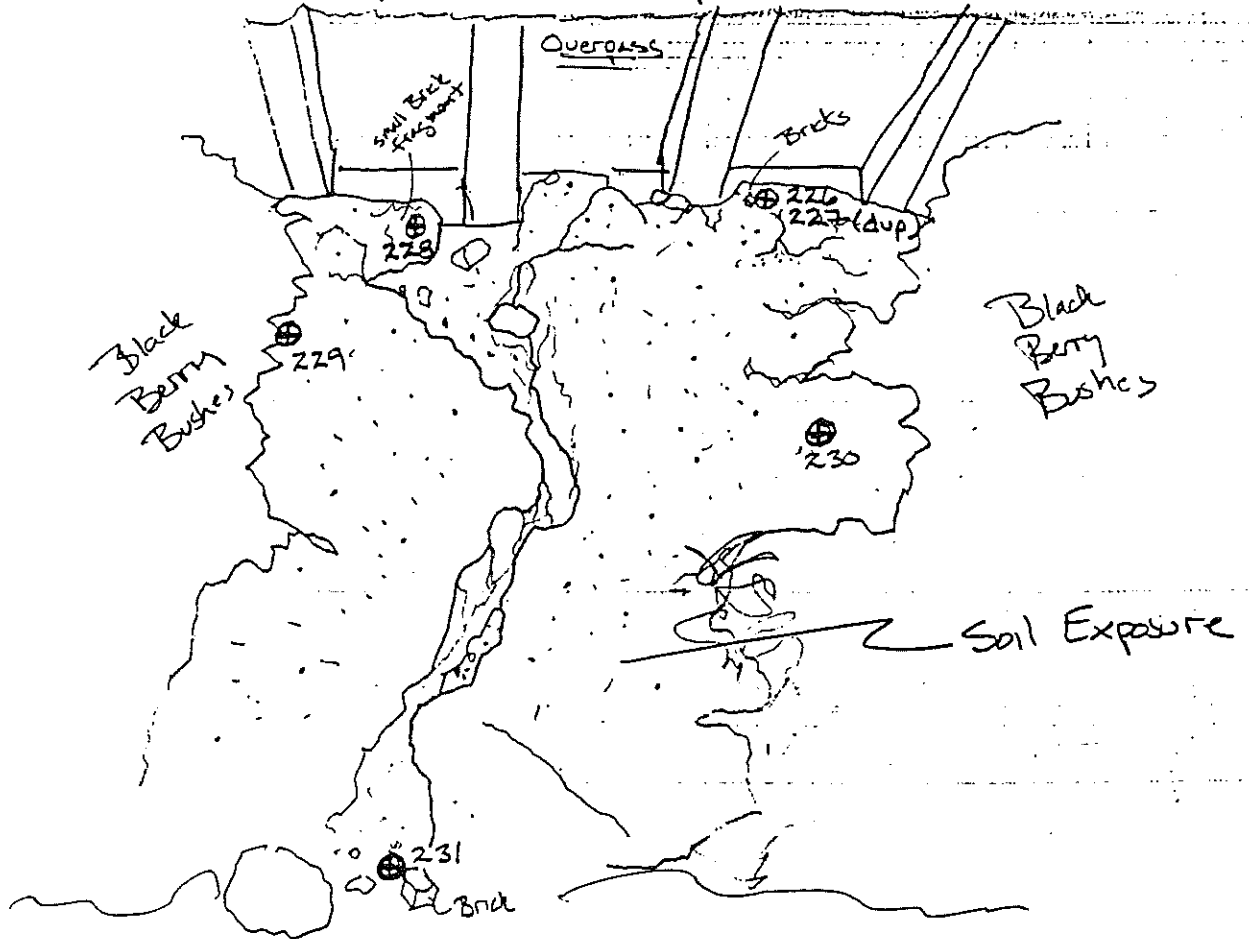 Overpass
small Brick
fragment
Bricks
226
227 (dup)
228
Black
Berry
Bushes
229
Black
Berry
Bushes
230
Soil Exposure
231
Brick